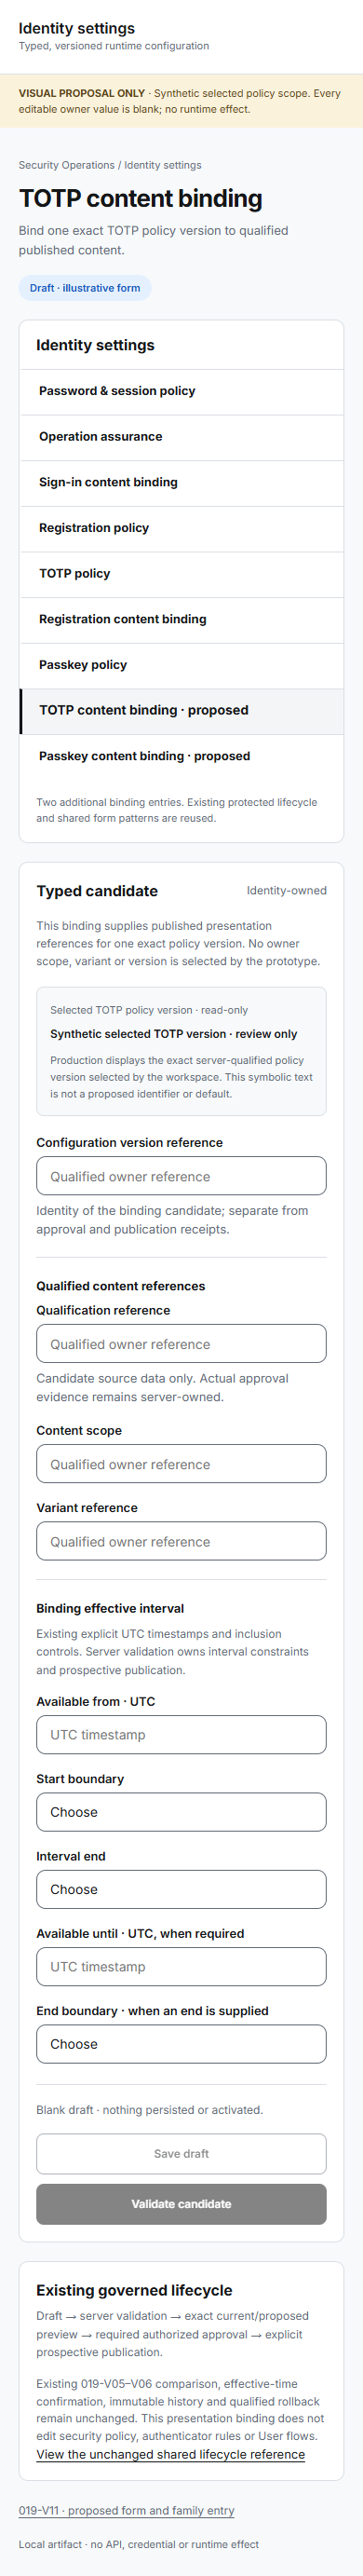 Identity settings
Typed, versioned runtime configuration
VISUAL PROPOSAL ONLY · Synthetic selected policy scope. Every
editable owner value is blank; no runtime effect.
Security Operations / Identity settings
TOTP content binding
Bind one exact TOTP policy version to qualified
published content.
Draft · illustrative form
Identity settings
Password & session policy
Operation assurance
Sign-in content binding
Registration policy
TOTP policy
Registration content binding
Passkey policy
TOTP content binding · proposed
Passkey content binding · proposed
Two additional binding entries. Existing protected lifecycle
and shared form patterns are reused.
Typed candidate
Identity-owned
This binding supplies published presentation
references for one exact policy version. No owner
scope, variant or version is selected by the prototype.
Selected TOTP policy version · read-only
Synthetic selected TOTP version · review only
Production displays the exact server-qualified policy
version selected by the workspace. This symbolic text
is not a proposed identifier or default.
Configuration version reference
Qualified owner reference
Identity of the binding candidate; separate from
approval and publication receipts.
Qualified content references
Qualification reference
Qualified owner reference
Candidate source data only. Actual approval
evidence remains server-owned.
Content scope
Qualified owner reference
Variant reference
Qualified owner reference
Binding effective interval
Existing explicit UTC timestamps and inclusion
controls. Server validation owns interval constraints
and prospective publication.
Available from · UTC
UTC timestamp
Start boundary
Choose
Interval end
Choose
Available until · UTC, when required
UTC timestamp
End boundary · when an end is supplied
Choose
Blank draft · nothing persisted or activated.
Save draft
Validate candidate
Existing governed lifecycle
Draft → server validation → exact current/proposed
preview → required authorized approval → explicit
prospective publication.
Existing 019-V05–V06 comparison, effective-time
confirmation, immutable history and qualified rollback
remain unchanged. This presentation binding does not
edit security policy, authenticator rules or User flows.
View the unchanged shared lifecycle reference
019-V11 · proposed form and family entry
Local artifact · no API, credential or runtime effect